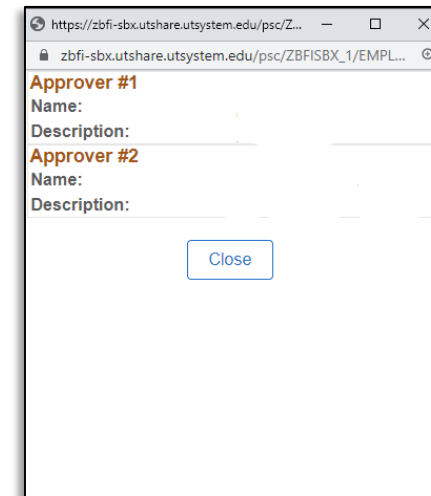 https://zbfi-sbx.utshare.utsystem.edu/psc/Z...
zbfi-sbx.utshare.utsystem.edu/psc/ZBFISBX_1/EMPL...
Approver #1
Name:
Description:
Approver #2
Name:
Description:
Close